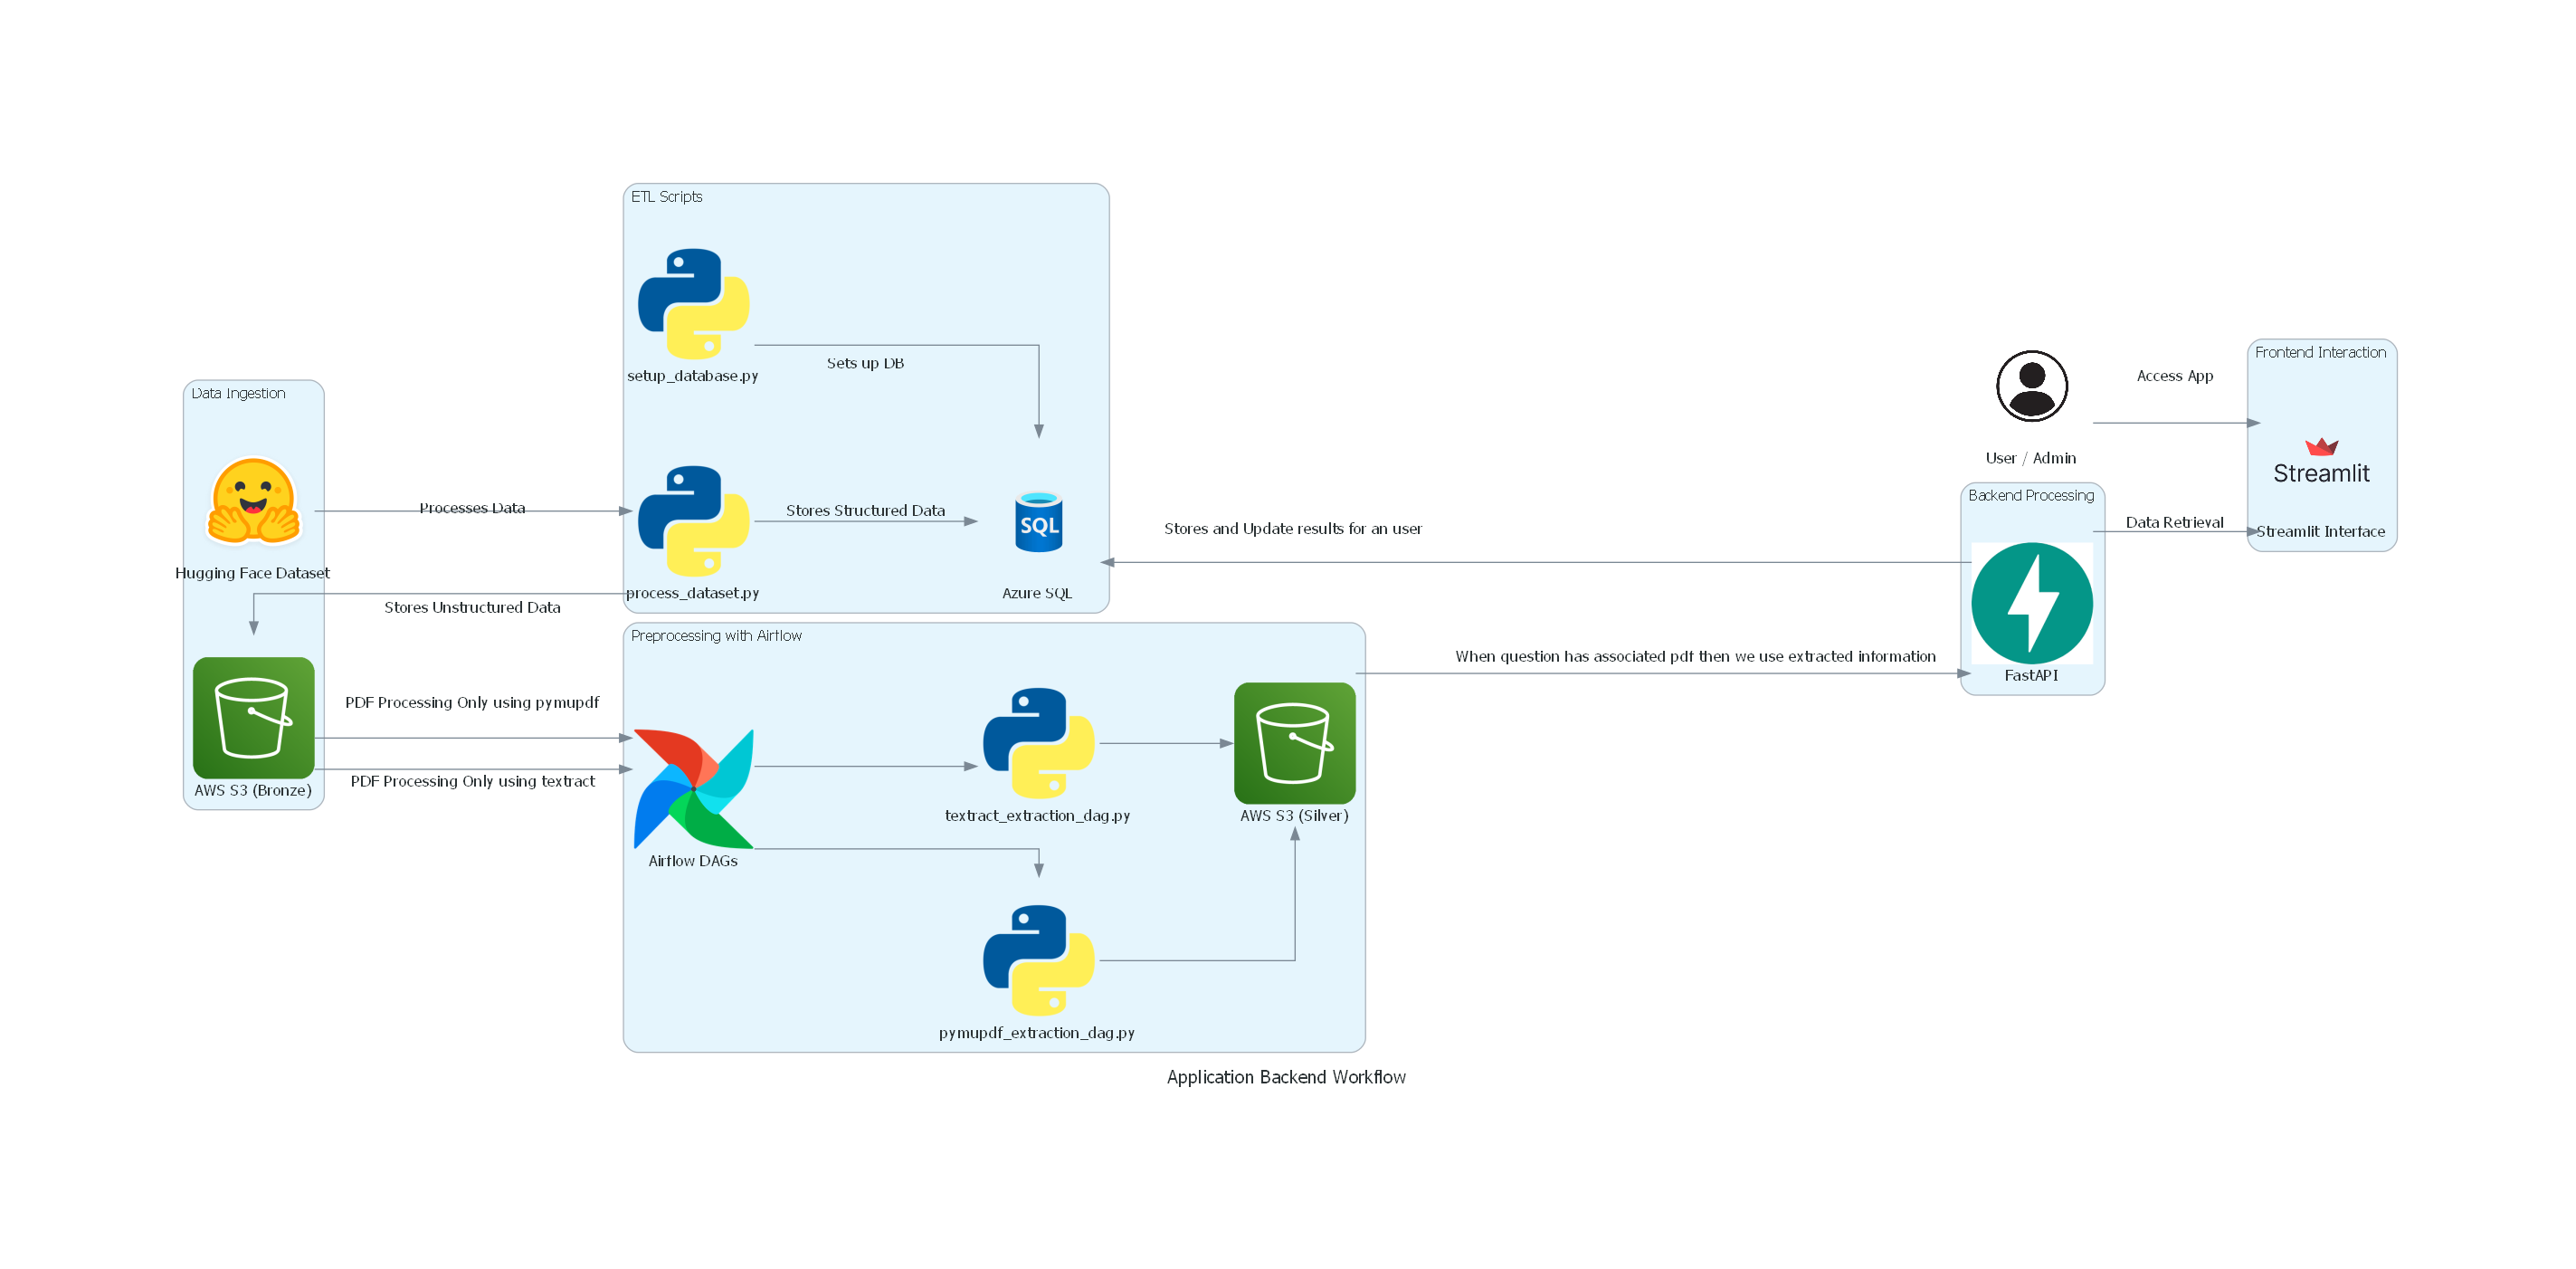 ETL Scripts
setup_database.py
Sets up DB
Data Ingestion
Hugging Face Dataset
Processes Data
process_dataset.py
Stores Structured Data
SQL
Azure SQL
Stores Unstructured Data
AWS S3 (Bronze)
PDF Processing Only using pymupdf
PDF Processing Only using textract
Preprocessing with Airflow
Airflow DAGs
textract_extraction_dag.py
pymupdf_extraction_dag.py
AWS S3 (Silver)
Stores and Update results for an user
When question has associated pdf then we use extracted information
User / Admin
Access App
Backend Processing
FastAPI
Data Retrieval
Frontend Interaction
Streamlit
Streamlit Interface
Application Backend Workflow